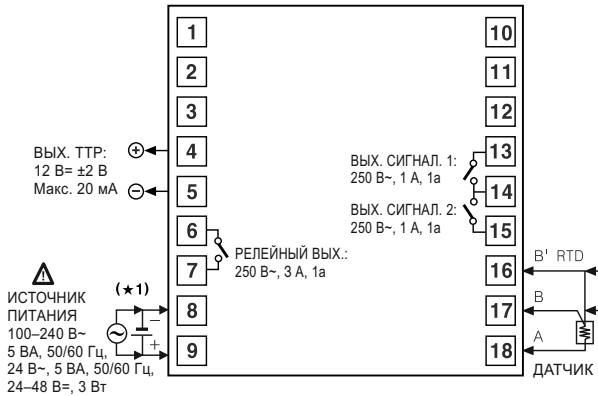 1
2
3
4
5
6
7
8
9
10
11
12
13
14
15
16
17
18
ВЫХ. ТТР:
12 В= ±2 В
Макс. 20 мА
+
−
РЕЛЕЙНЫЙ ВЫХ.:
250 В~, 3 А, 1a
(★1)
ИСТОЧНИК
ПИТАНИЯ
100–240 В~
5 ВА, 50/60 Гц,
24 В~, 5 ВА, 50/60 Гц,
24–48 В=, 3 Вт
−
+
ВЫХ. СИГНАЛ. 1:
250 В~, 1 А, 1a
ВЫХ. СИГНАЛ. 2:
250 В~, 1 А, 1a
B' RTD
B
A
ДАТЧИК